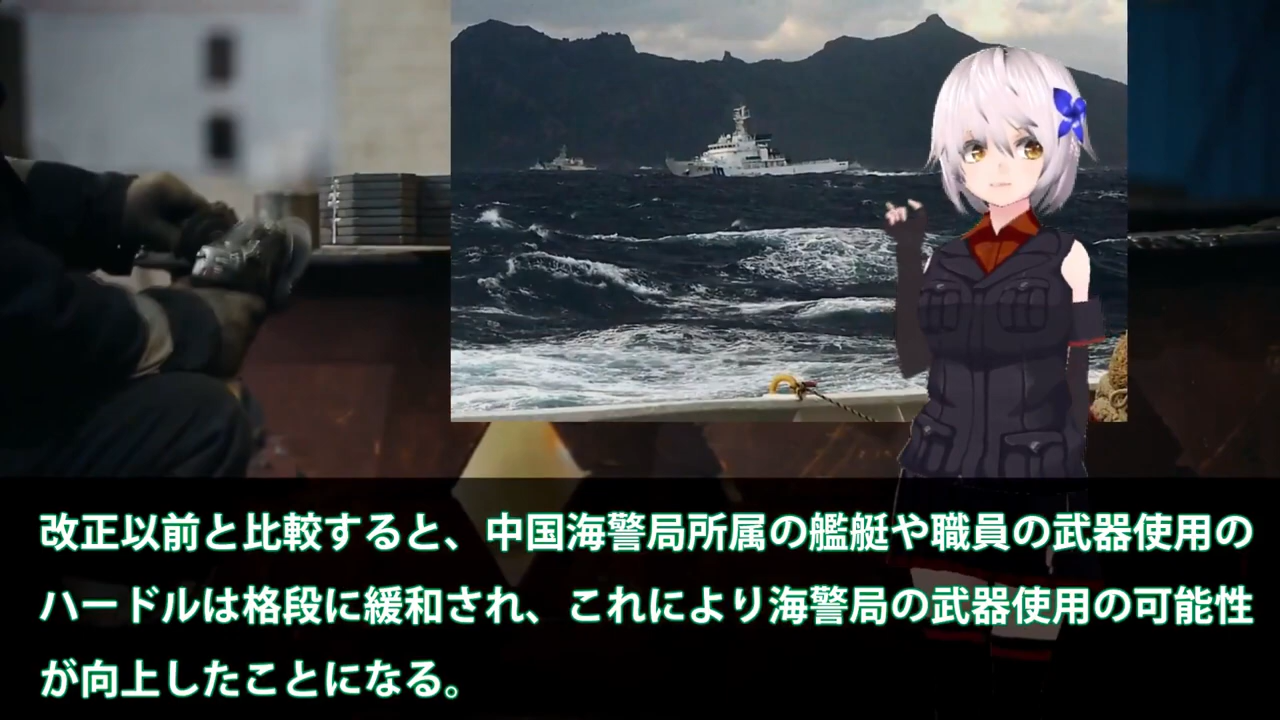 改正以前と比較すると、中国海警局所属の艦艇や職員の武器使用の
ハードルは格段に緩和され、これにより海警局の武器使用の可能性
が向上したことになる。